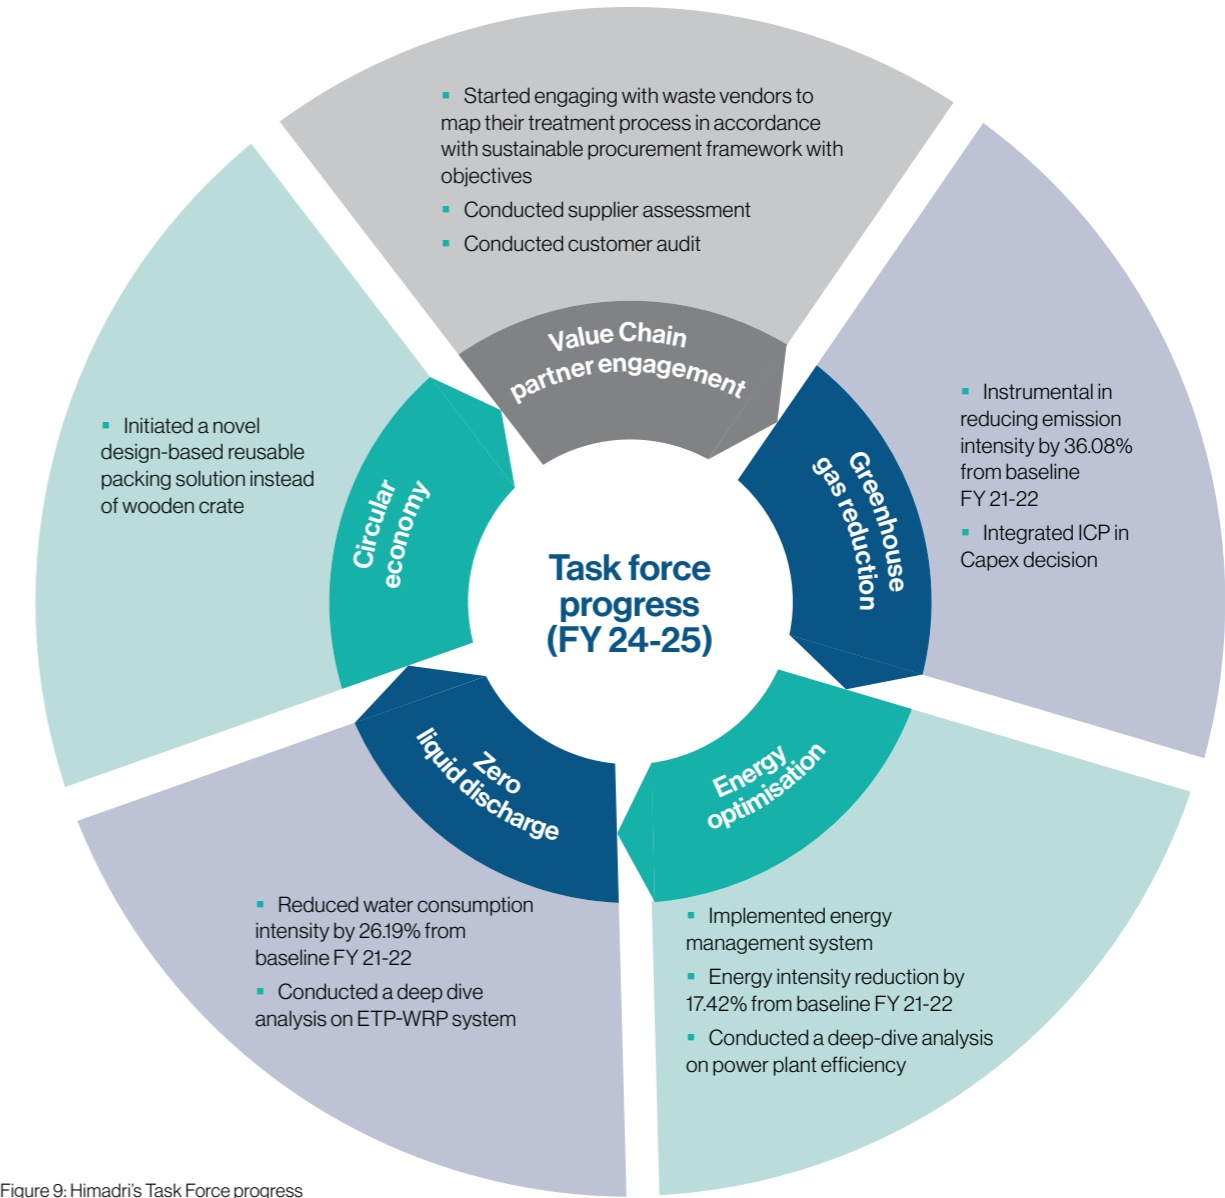 ▪ Started engaging with waste vendors to
map their treatment process in accordance
with sustainable procurement framework with
objectives
▪ Conducted supplier assessment
▪ Conducted customer audit
Value Chain
partner engagement
▪ Instrumental in
reducing emission
intensity by 36.08%
from baseline
FY 21-22
▪ Integrated ICP in
Capex decision
Greenhouse
gas reduction
▪ Initiated a novel
design-based reusable
packing solution instead
of wooden crate
Circular
economy
Task force
progress
(FY 24-25)
Zero
liquid discharge
▪ Reduced water consumption
intensity by 26.19% from
baseline FY 21-22
▪ Conducted a deep dive
analysis on ETP-WRP system
Energy
optimisation
▪ Implemented energy
management system
▪ Energy intensity reduction by
17.42% from baseline FY 21-22
▪ Conducted a deep-dive analysis
on power plant efficiency
Figure 9: Himadri's Task Force progress